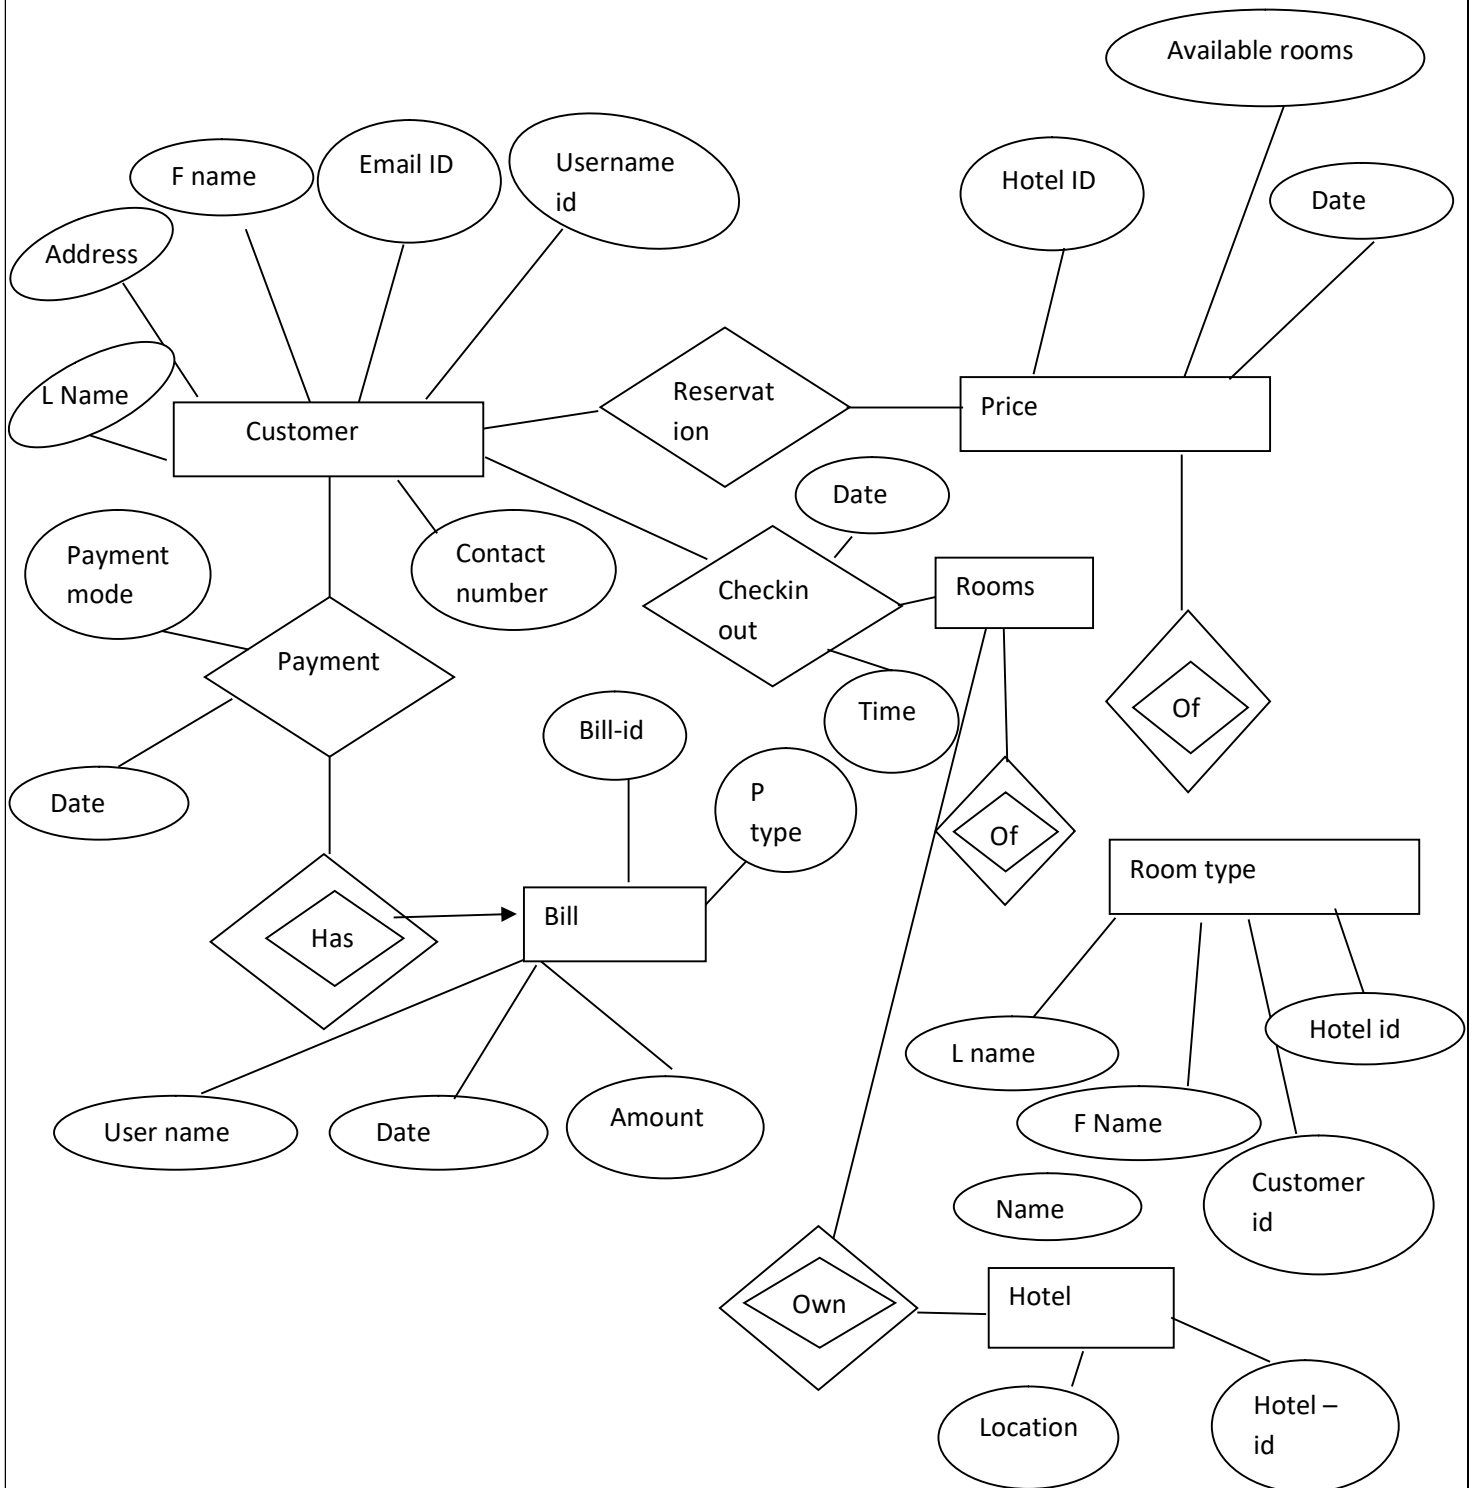 Available rooms
F name
Email ID
Username
id
Hotel ID
Date
Address
L Name
Customer
Reservat
ion
Price
Date
Payment
mode
Contact
number
Checkin
out
Rooms
Payment
Bill-id
Time
Of
Date
P
type
Of
Room type
Has
Bill
L name
Hotel id
User name
Date
Amount
F Name
Customer
id
Name
Own
Hotel
Location
Hotel –
id